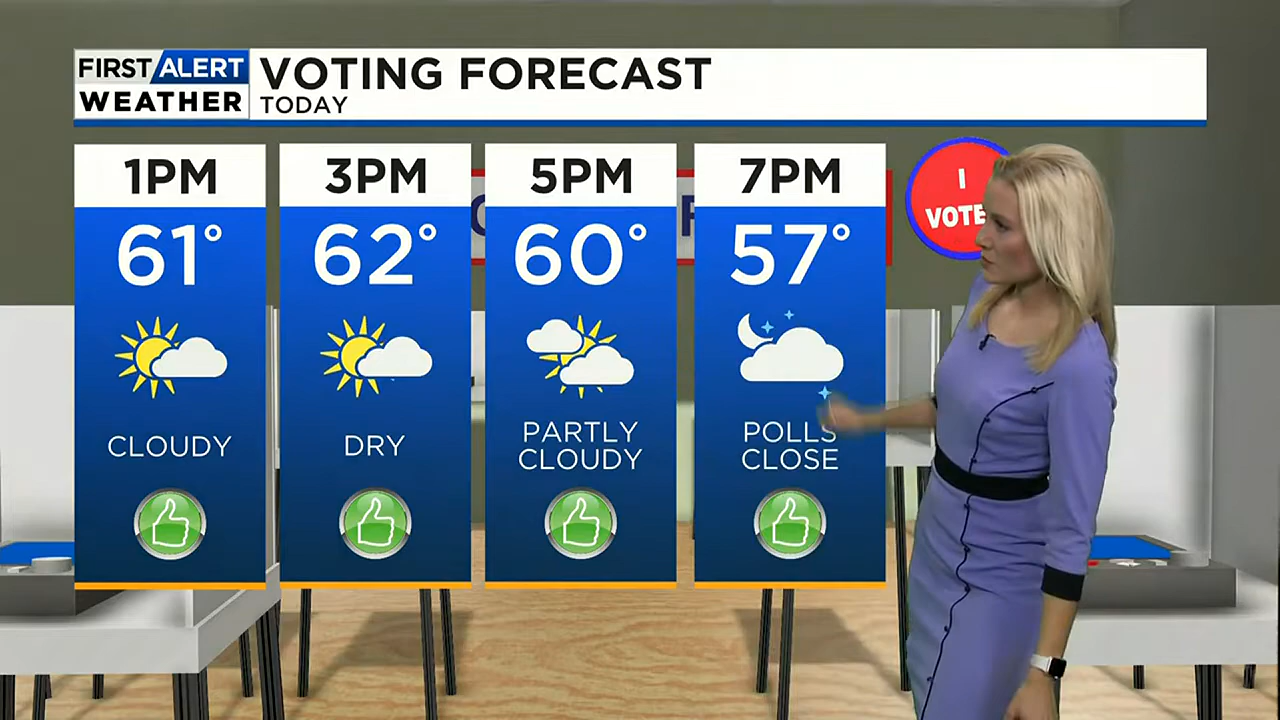 FIRST ALERT
WEATHER
VOTING FORECAST
TODAY
1PM
3PM
5PM
7PM
61°
62°
60°
57°
I
VOTE
CLOUDY
DRY
PARTLY
CLOUDY
POLLS
CLOSE